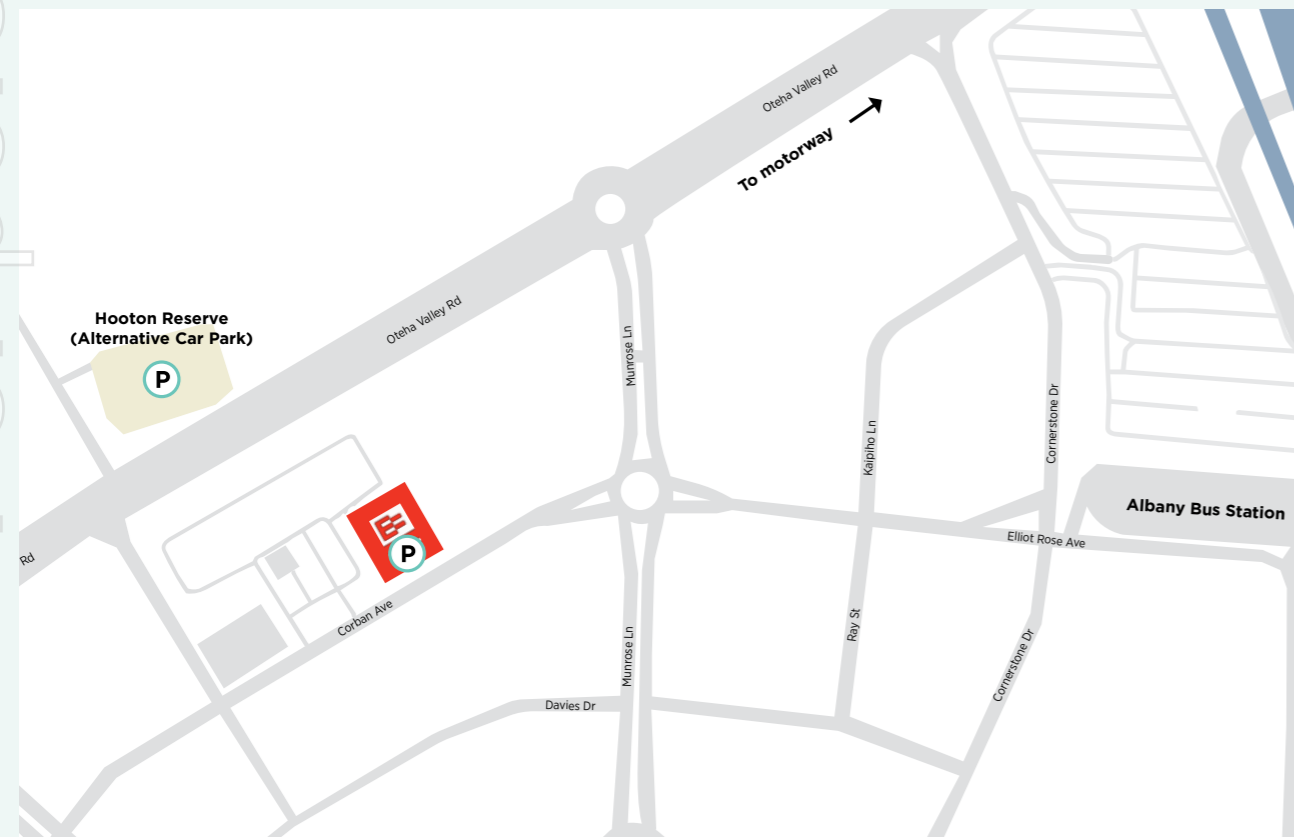 Oteha Valley Rd
To motorway
Hooton Reserve
(Alternative Car Park)
P
Oteha Valley Rd
Munrose Ln
Kaipiho Ln
Cornerstone Dr
Albany Bus Station
P
Elliot Rose Ave
Rd
Corban Ave
Ray St
Munrose Ln
Cornerstone Dr
Davies Dr